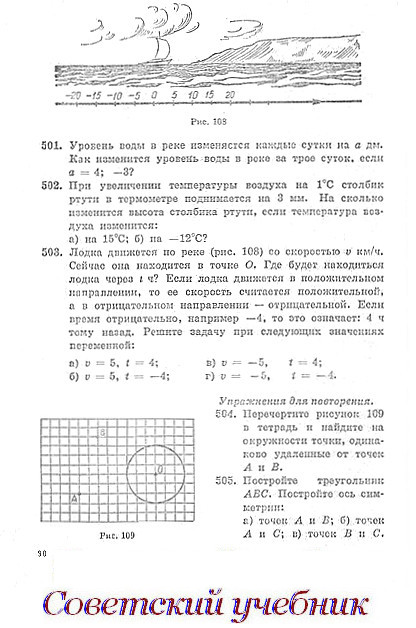 -20 -15 -10 -5 0 5 10 15 20
Рис. 108
501. Уровень воды в реке изменяется каждые сутки на a дм.
Как изменится уровень воды в реке за трое суток, если
a = 4; —3?
502. При увеличении температуры воздуха на 1°C столбик
ртути в термометре поднимается на 3 мм. На сколько
изменится высота столбика ртути, если температура воз-
духа изменится:
а) на 15°C; б) на —12°C?
503. Лодка движется по реке (рис. 108) со скоростью v км/ч.
Сейчас она находится в точке O. Где будет находиться
лодка через t ч? Если лодка движется в положительном
направлении, то ее скорость считается положительной,
а в отрицательном направлении — отрицательной. Если
время отрицательно, например —4, то это означает: 4 ч
тому назад. Решите задачу при следующих значениях
переменной:
а) v = 5, t = 4; в) v = —5, t = 4;
б) v = 5, t = —4; г) v = —5, t = —4.
Упражнения для повторения.
504. Перечертите рисунок 109
в тетрадь и найдите на
окружности точки, одина-
ково удаленные от точек
A и B.
505. Постройте треугольник
ABC. Постройте ось сим-
метрии:
а) точек A и B; б) точек
A и C; в) точек B и C.
B
O
A
Рис. 109
90
Советский учебник